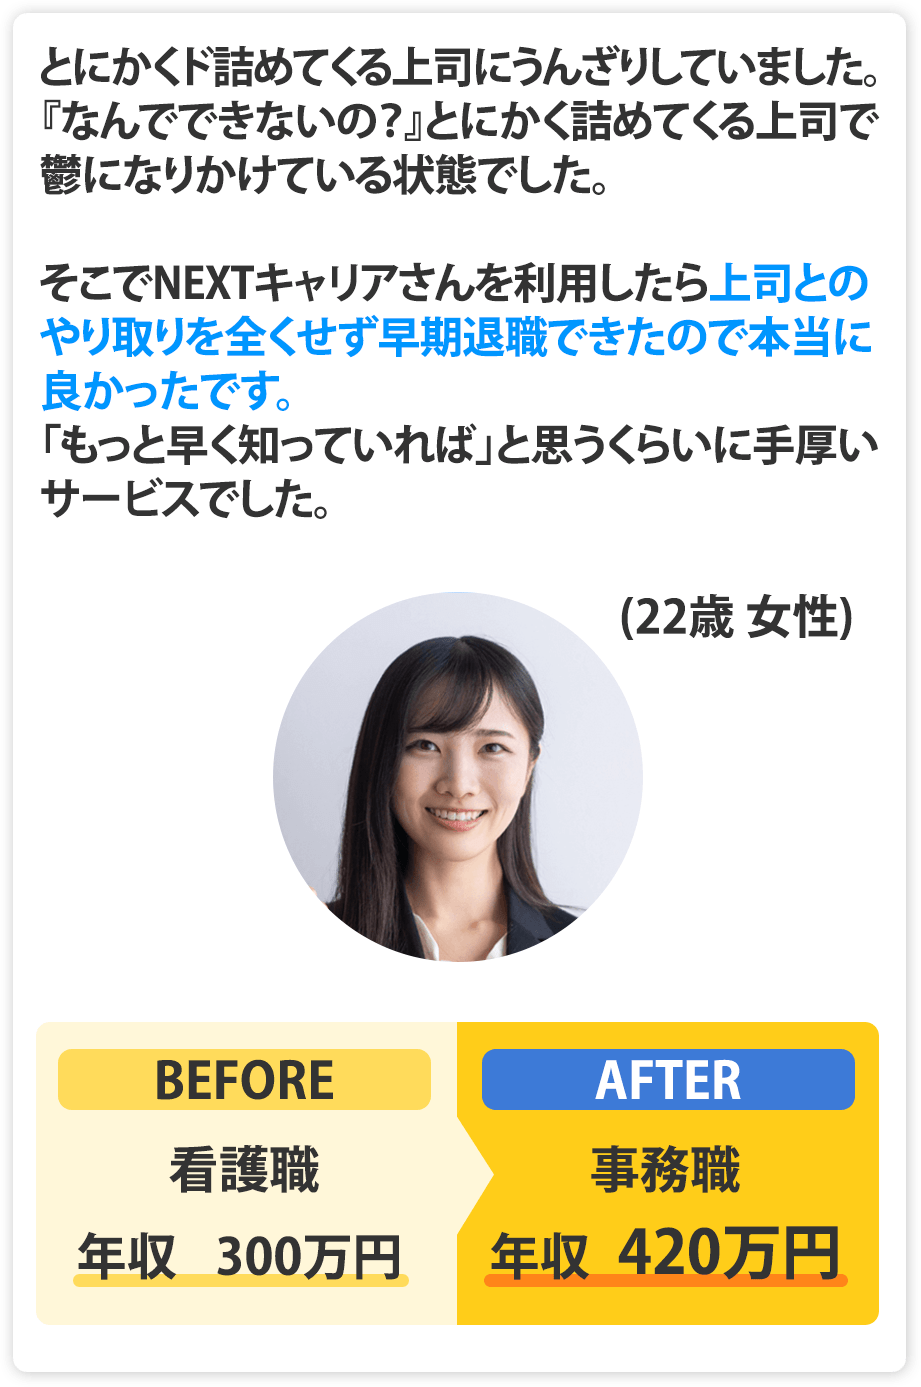 とにかくド詰めてくる上司にうんざりしていました。
『なんでできないの？』とにかく詰めてくる上司で
鬱になりかけている状態でした。
そこでNEXTキャリアさんを利用したら上司との
やり取りを全くせず早期退職できたので本当に
良かったです。
「もっと早く知っていれば」と思うくらいに手厚い
サービスでした。
(22歳 女性)
BEFORE
看護職
年収 300万円
AFTER
事務職
年収 420万円